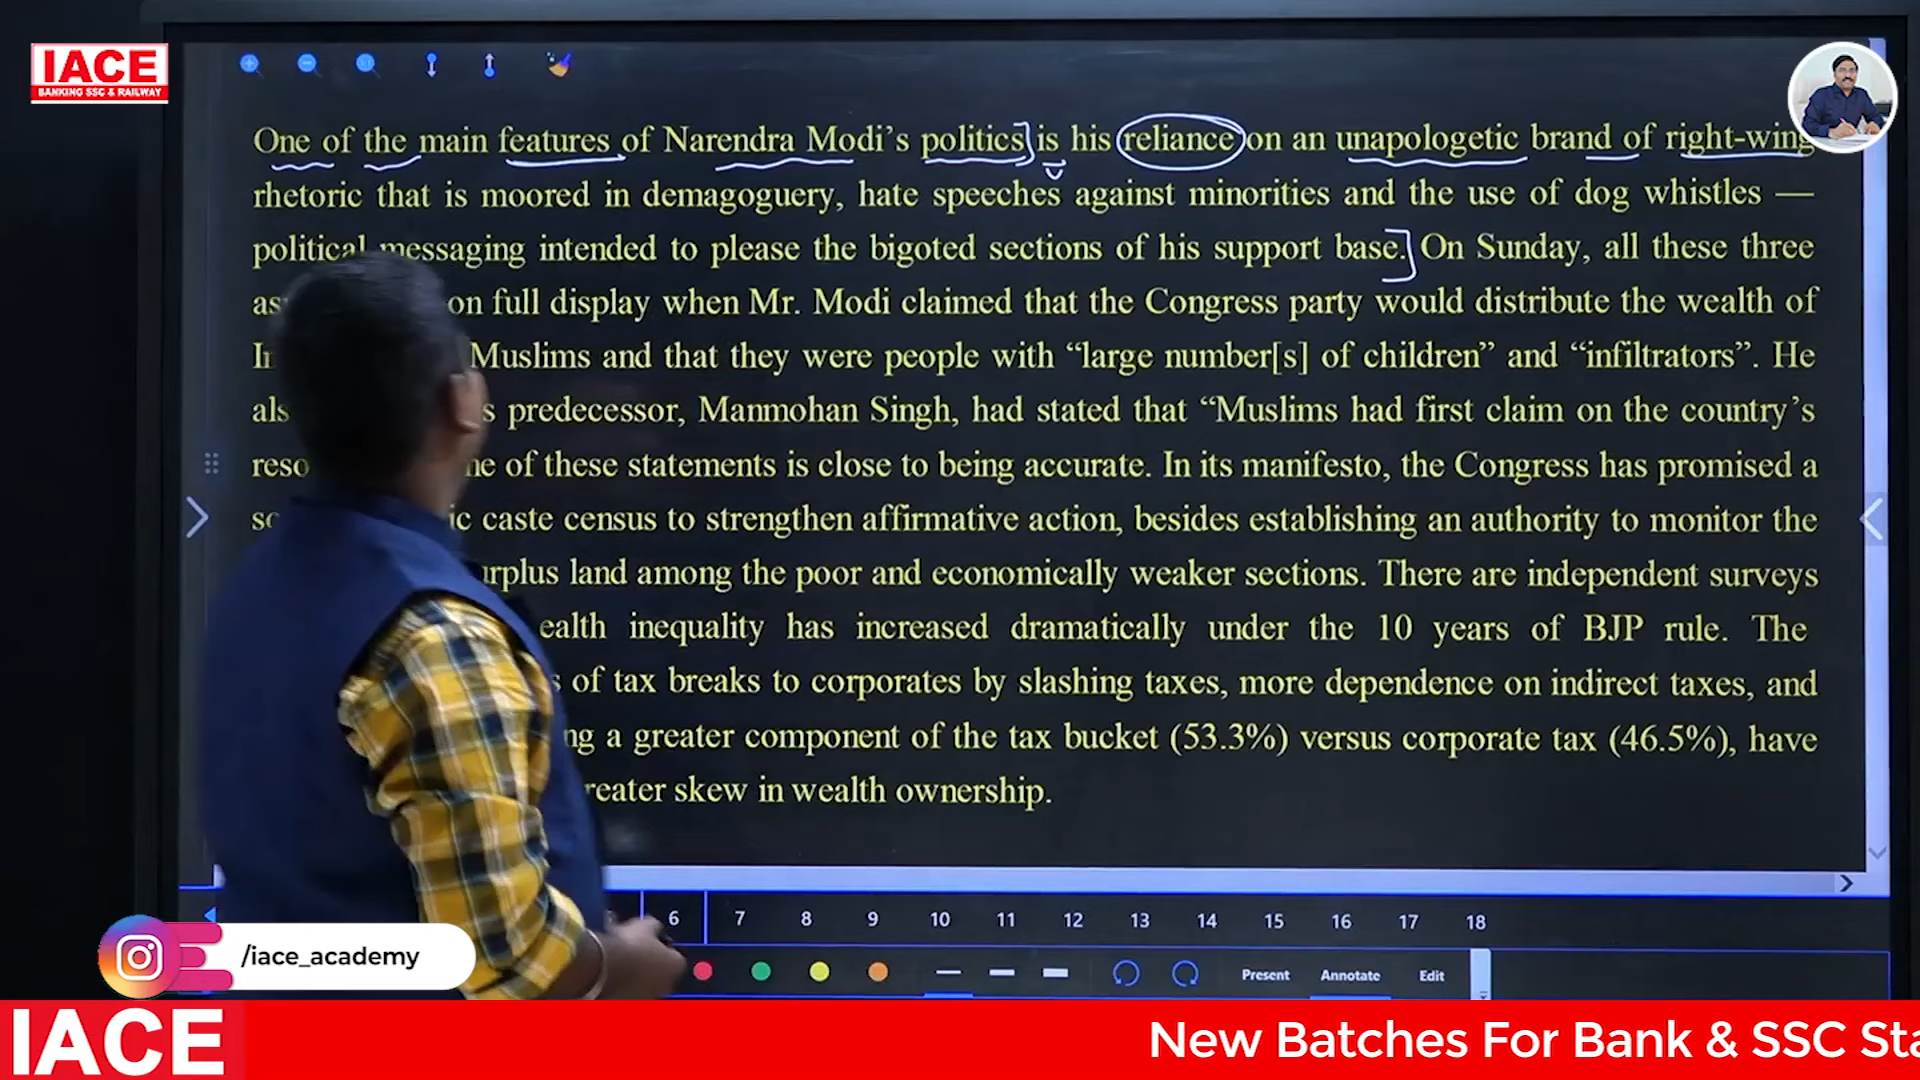 IACE
BANKING SSC & RAILWAY
One of the main features of Narendra Modi's politics is his reliance on an unapologetic brand of right-wing
rhetoric that is moored in demagoguery, hate speeches against minorities and the use of dog whistles —
political messaging intended to please the bigoted sections of his support base. On Sunday, all these three
on full display when Mr. Modi claimed that the Congress party would distribute the wealth of
Muslims and that they were people with “large number[s] of children” and “infiltrators”. He
predecessor, Manmohan Singh, had stated that “Muslims had first claim on the country's
of these statements is close to being accurate. In its manifesto, the Congress has promised a
caste census to strengthen affirmative action, besides establishing an authority to monitor the
land among the poor and economically weaker sections. There are independent surveys
inequality has increased dramatically under the 10 years of BJP rule. The
of tax breaks to corporates by slashing taxes, more dependence on indirect taxes, and
a greater component of the tax bucket (53.3%) versus corporate tax (46.5%), have
skew in wealth ownership.
6 7 8 9 10 11 12 13 14 15 16 17 18
Present Annotate Edit
/iace_academy
IACE
New Batches For Bank & SSC Sta